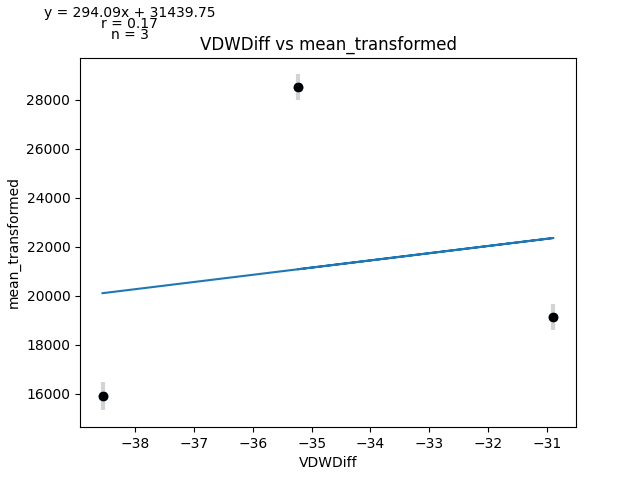 y = 294.09x + 31439.75
r = 0.17
n = 3
VDWDiff vs mean_transformed
28000
26000
24000
22000
20000
18000
16000
mean_transformed
−38 −37 −36 −35 −34 −33 −32 −31
VDWDiff